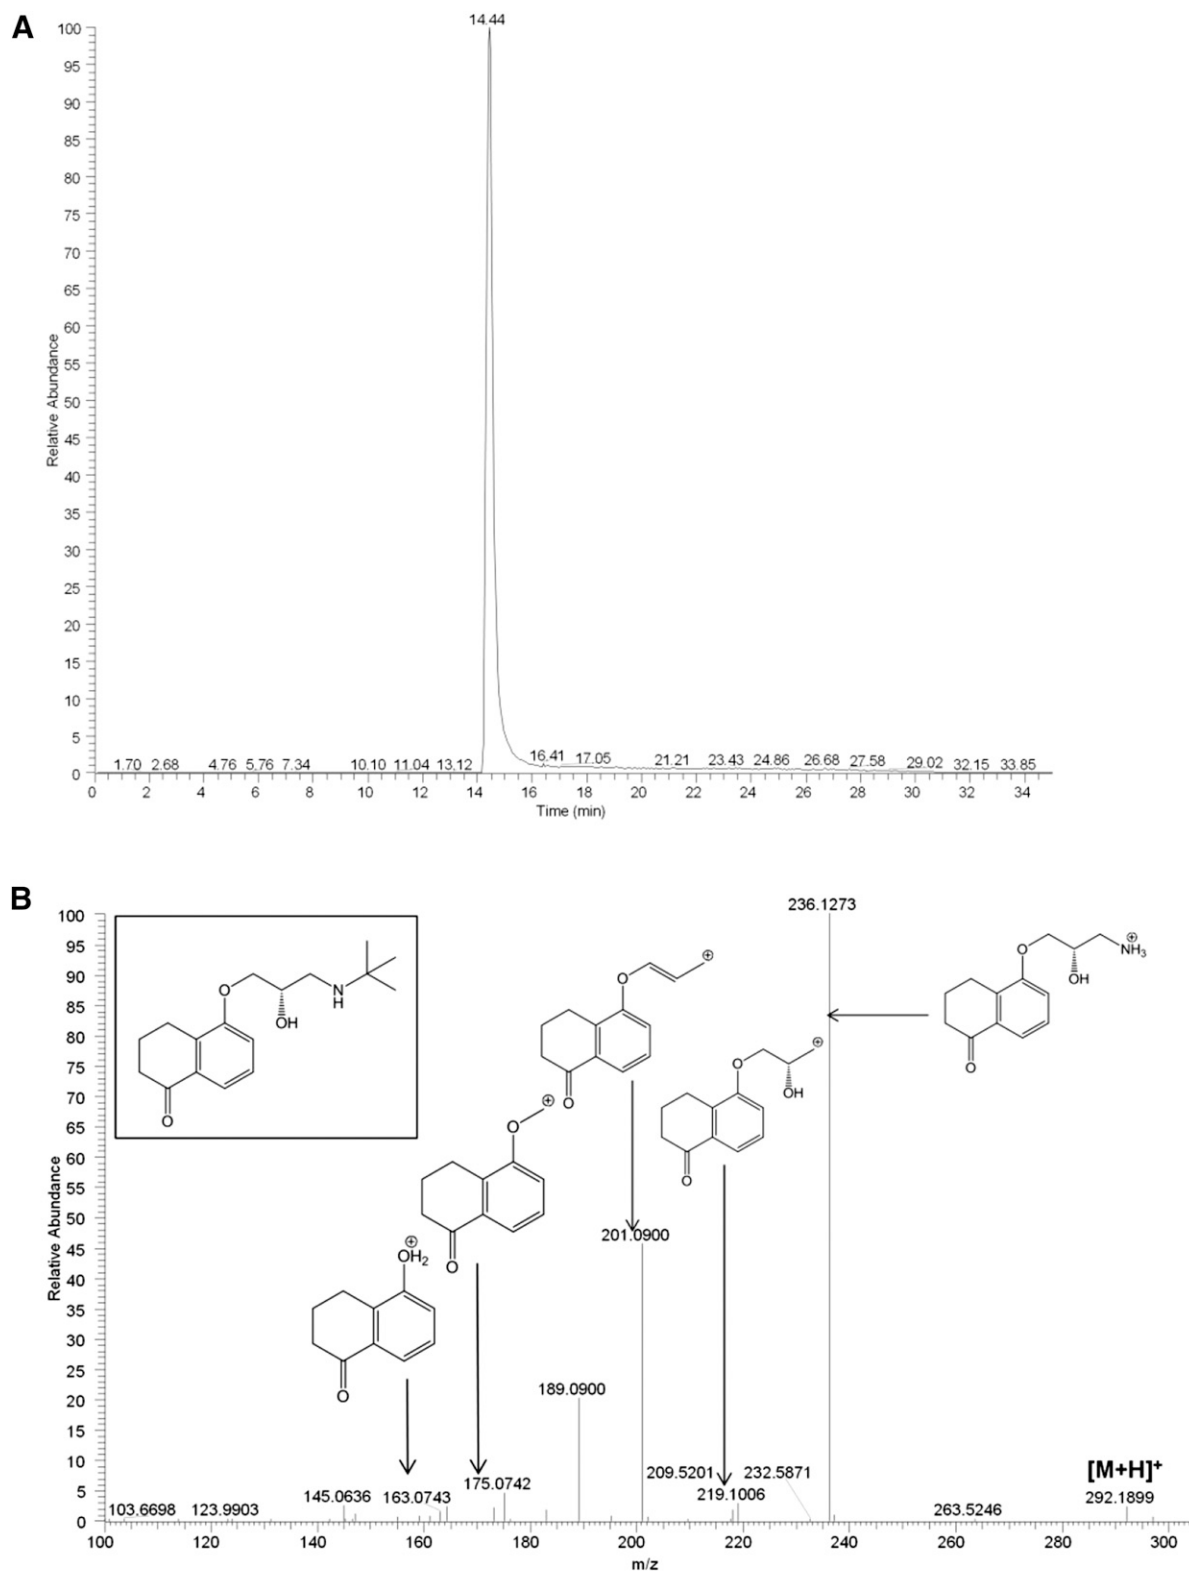 A
14.44
100
95
90
85
80
75
70
65
60
55
50
45
40
35
30
25
20
15
10
5
0
Relative Abundance
1.70 2.68 4.76 5.76 7.34 10.10 11.04 13.12 16.41 17.05 21.21 23.43 24.86 26.68 27.58 29.02 32.15 33.85
0 2 4 6 8 10 12 14 16 18 20 22 24 26 28 30 32 34
Time (min)
B
100
95
90
85
80
75
70
65
60
55
50
45
40
35
30
25
20
15
10
5
0
Relative Abundance
O
OH
N
H
O
O
⊕
O
236.1273
O
OH
⊕
NH3
O
O
OH
⊕
O
O
⊕
O
201.0900
⊕
OH2
O
189.0900
209.5201 232.5871
[M+H]+
103.6698 123.9903 145.0636 163.0743 175.0742 219.1006 263.5246 292.1899
100 120 140 160 180 200 220 240 260 280 300
m/z